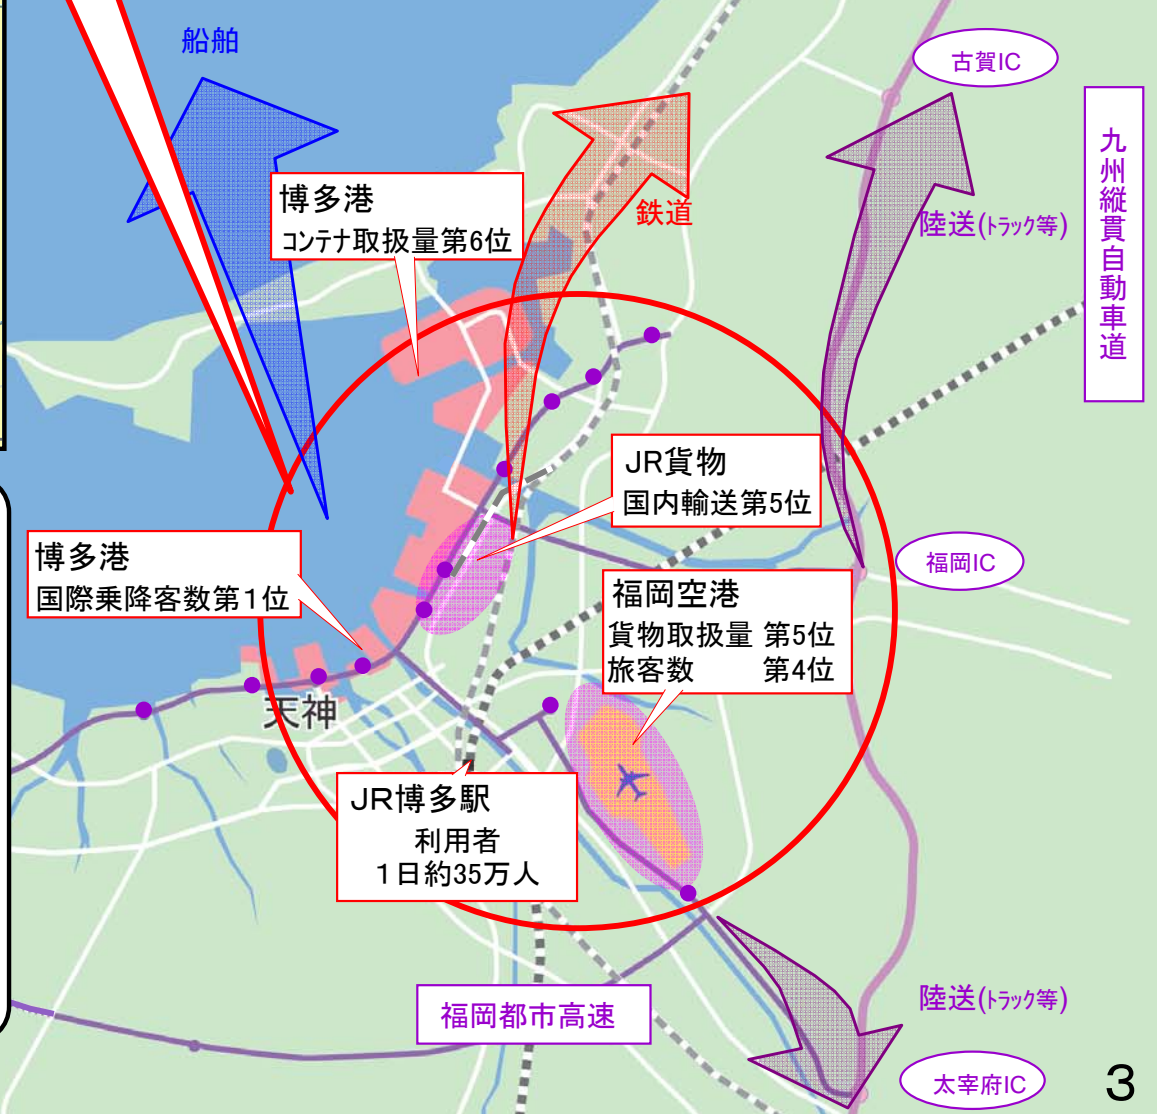 船舶
古賀IC
九州縦貫自動車道
博多港
コンテナ取扱量第6位
鉄道
陸送(ﾄﾗｯｸ等)
JR貨物
国内輸送第5位
博多港
国際乗降客数第1位
福岡IC
福岡空港
貨物取扱量 第5位
旅客数 第4位
天神
JR博多駅
利用者
1日約35万人
福岡都市高速
陸送(ﾄﾗｯｸ等)
太宰府IC
3